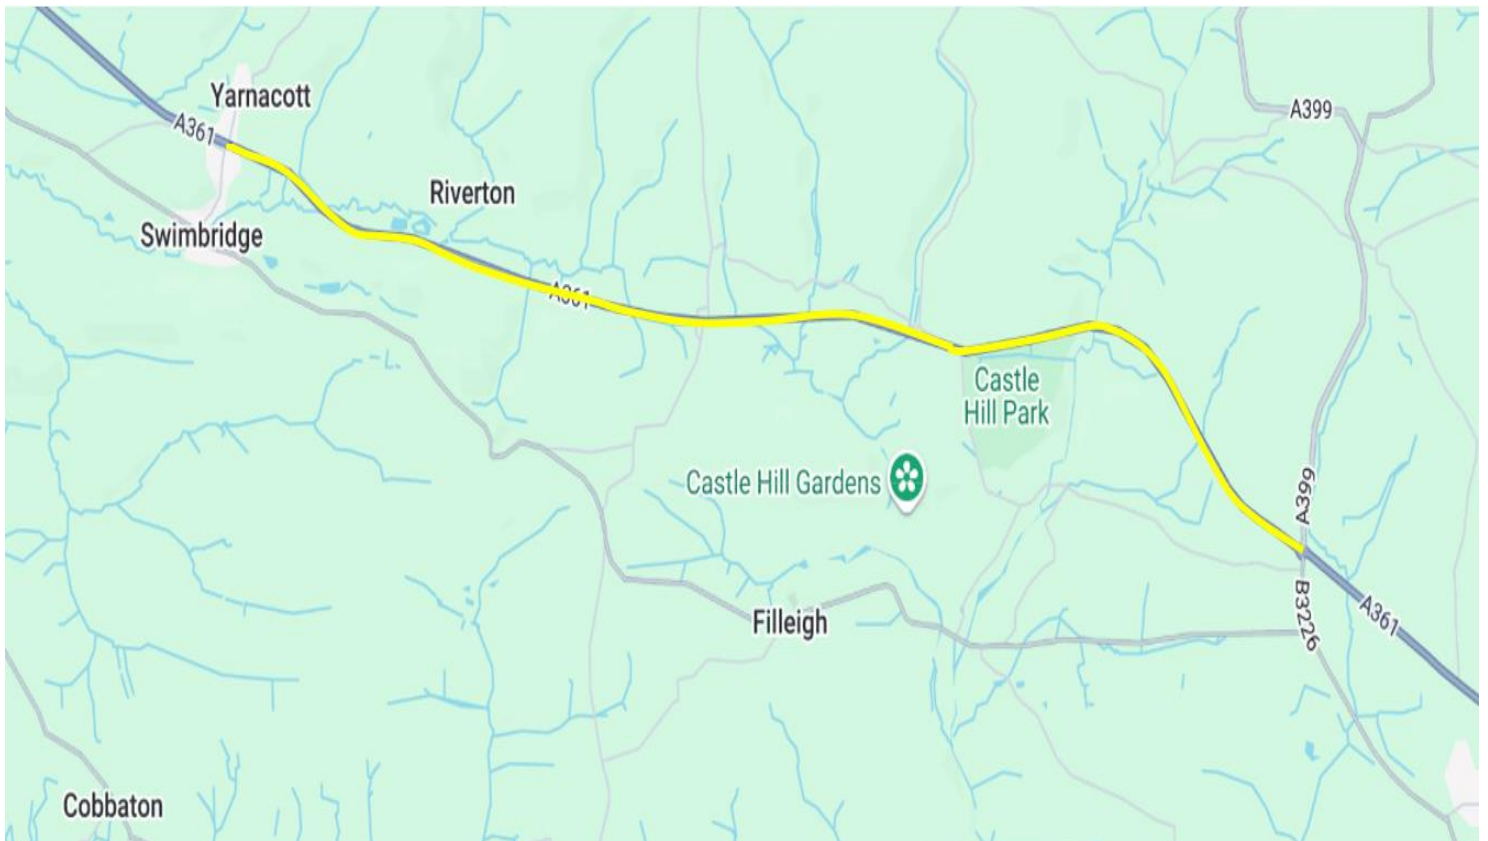 Yarnacott
A361
A399
Riverton
Swimbridge
A361
Castle
Hill Park
Castle Hill Gardens
A399
B3226
A361
Filleigh
Cobbaton